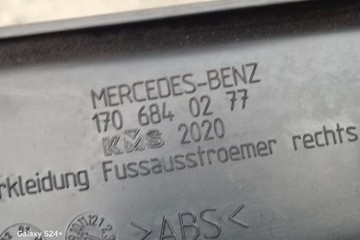 MERCEDES-BENZ
170 684 02 77
KMS 2020
rkleidung Fussausstroemer rechts
>ABS<
Galaxy S24+